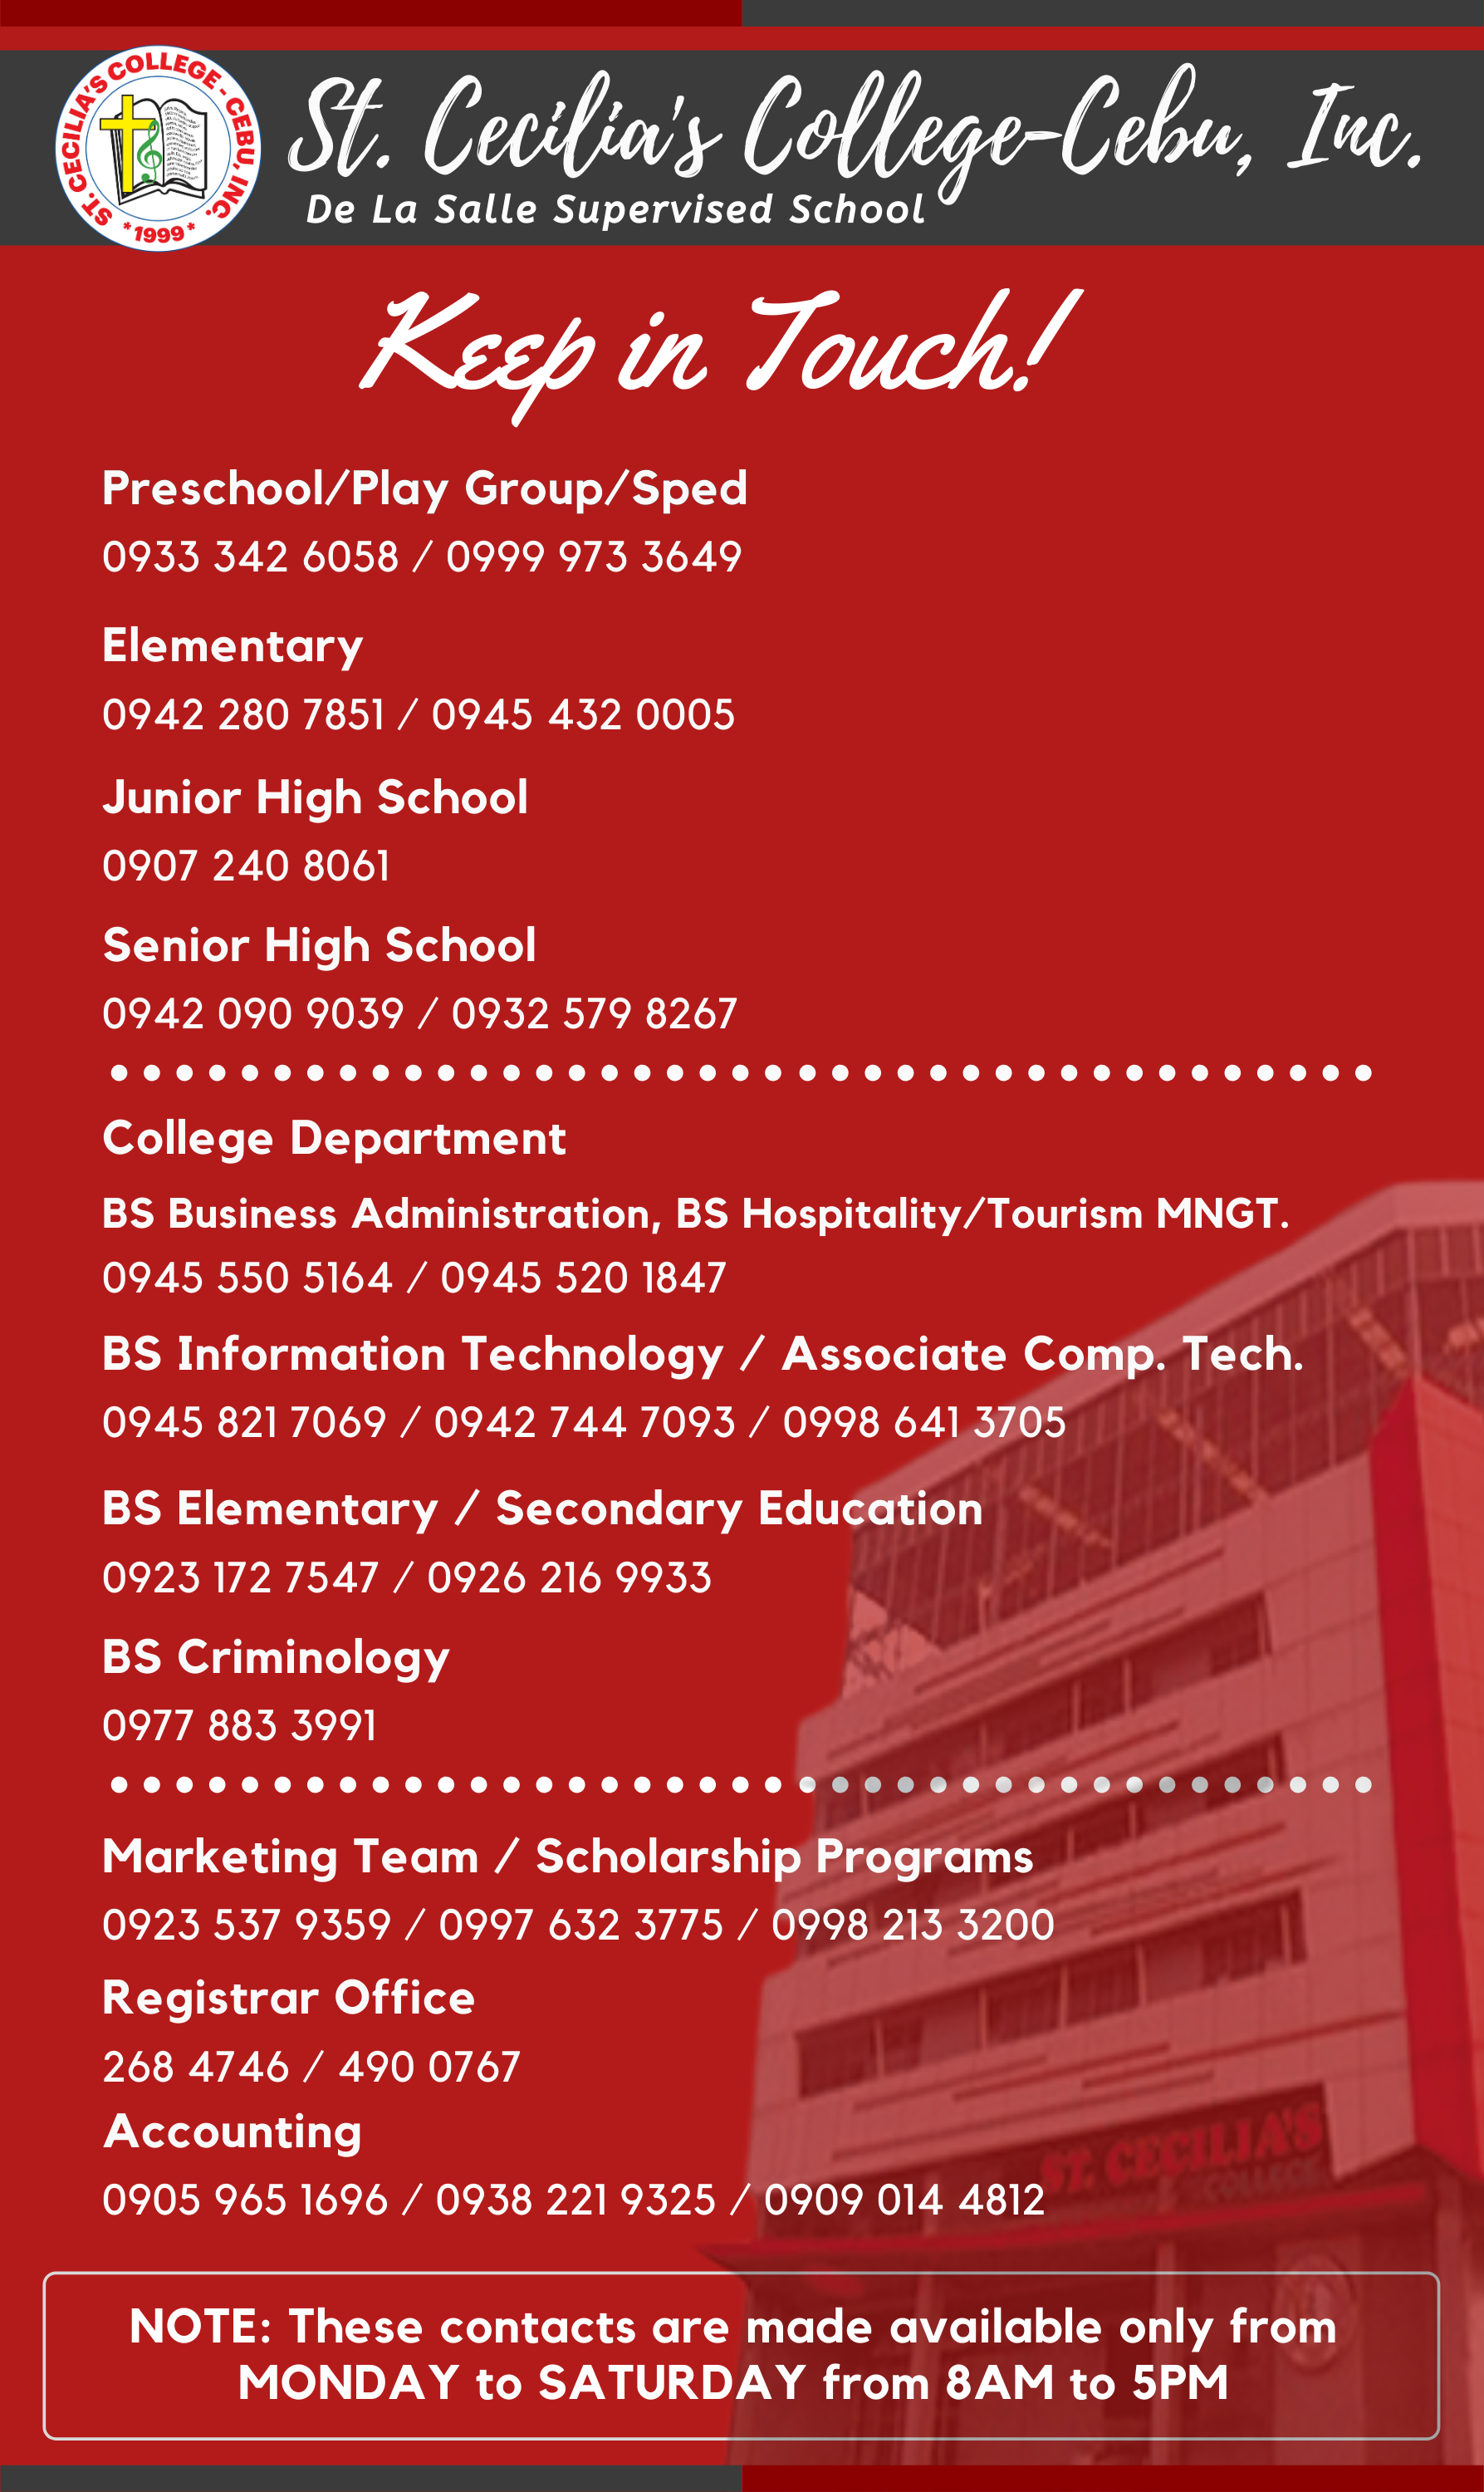 ST. CECILIA'S COLLEGE - CEBU, INC.
* 1999 *
St. Cecilia's College-Cebu, Inc.
De La Salle Supervised School
Keep in Touch!
Preschool/Play Group/Sped
0933 342 6058 / 0999 973 3649
Elementary
0942 280 7851 / 0945 432 0005
Junior High School
0907 240 8061
Senior High School
0942 090 9039 / 0932 579 8267
College Department
BS Business Administration, BS Hospitality/Tourism MNGT.
0945 550 5164 / 0945 520 1847
BS Information Technology / Associate Comp. Tech.
0945 821 7069 / 0942 744 7093 / 0998 641 3705
BS Elementary / Secondary Education
0923 172 7547 / 0926 216 9933
BS Criminology
0977 883 3991
Marketing Team / Scholarship Programs
0923 537 9359 / 0997 632 3775 / 0998 213 3200
Registrar Office
268 4746 / 490 0767
Accounting
ST. CECILIA'S
COLLEGE
0905 965 1696 / 0938 221 9325 / 0909 014 4812
NOTE: These contacts are made available only from
MONDAY to SATURDAY from 8AM to 5PM